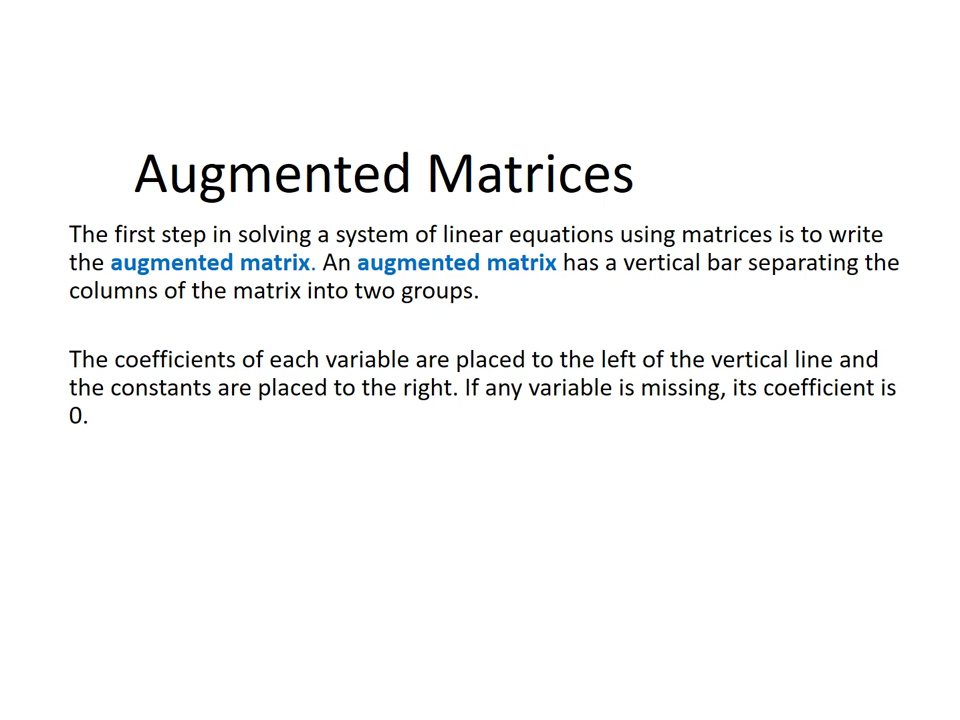 Augmented Matrices
The first step in solving a system of linear equations using matrices is to write
the augmented matrix. An augmented matrix has a vertical bar separating the
columns of the matrix into two groups.
The coefficients of each variable are placed to the left of the vertical line and
the constants are placed to the right. If any variable is missing, its coefficient is
0.